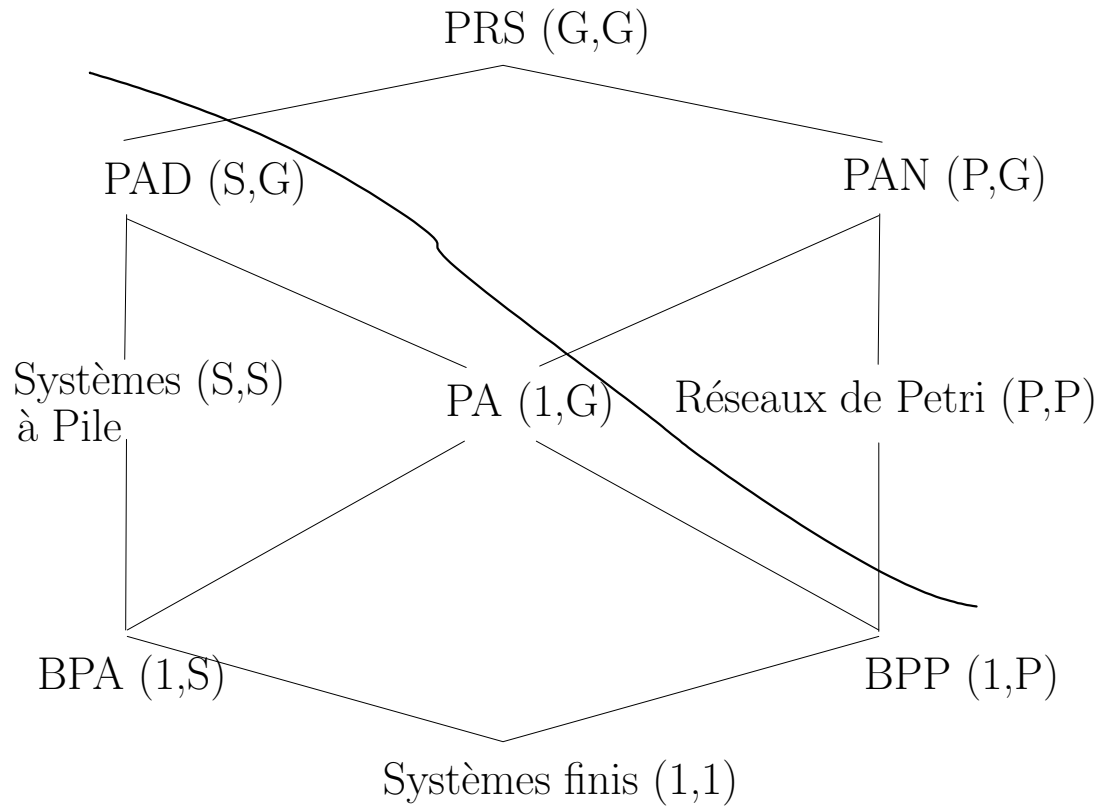 PRS (G,G)
PAD (S,G)
PAN (P,G)
Systèmes (S,S)
à Pile
PA (1,G)
Réseaux de Petri (P,P)
BPA (1,S)
BPP (1,P)
Systèmes finis (1,1)